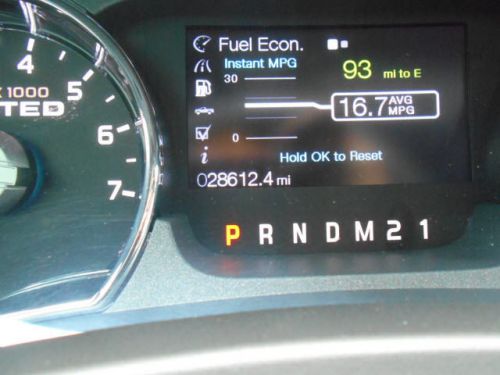 4
5
x 1000
TED
6
7
Fuel Econ.
Instant MPG
30
93 mi to E
16.7 AVG MPG
0
Hold OK to Reset
i
028612.4 mi
P R N D M 2 1